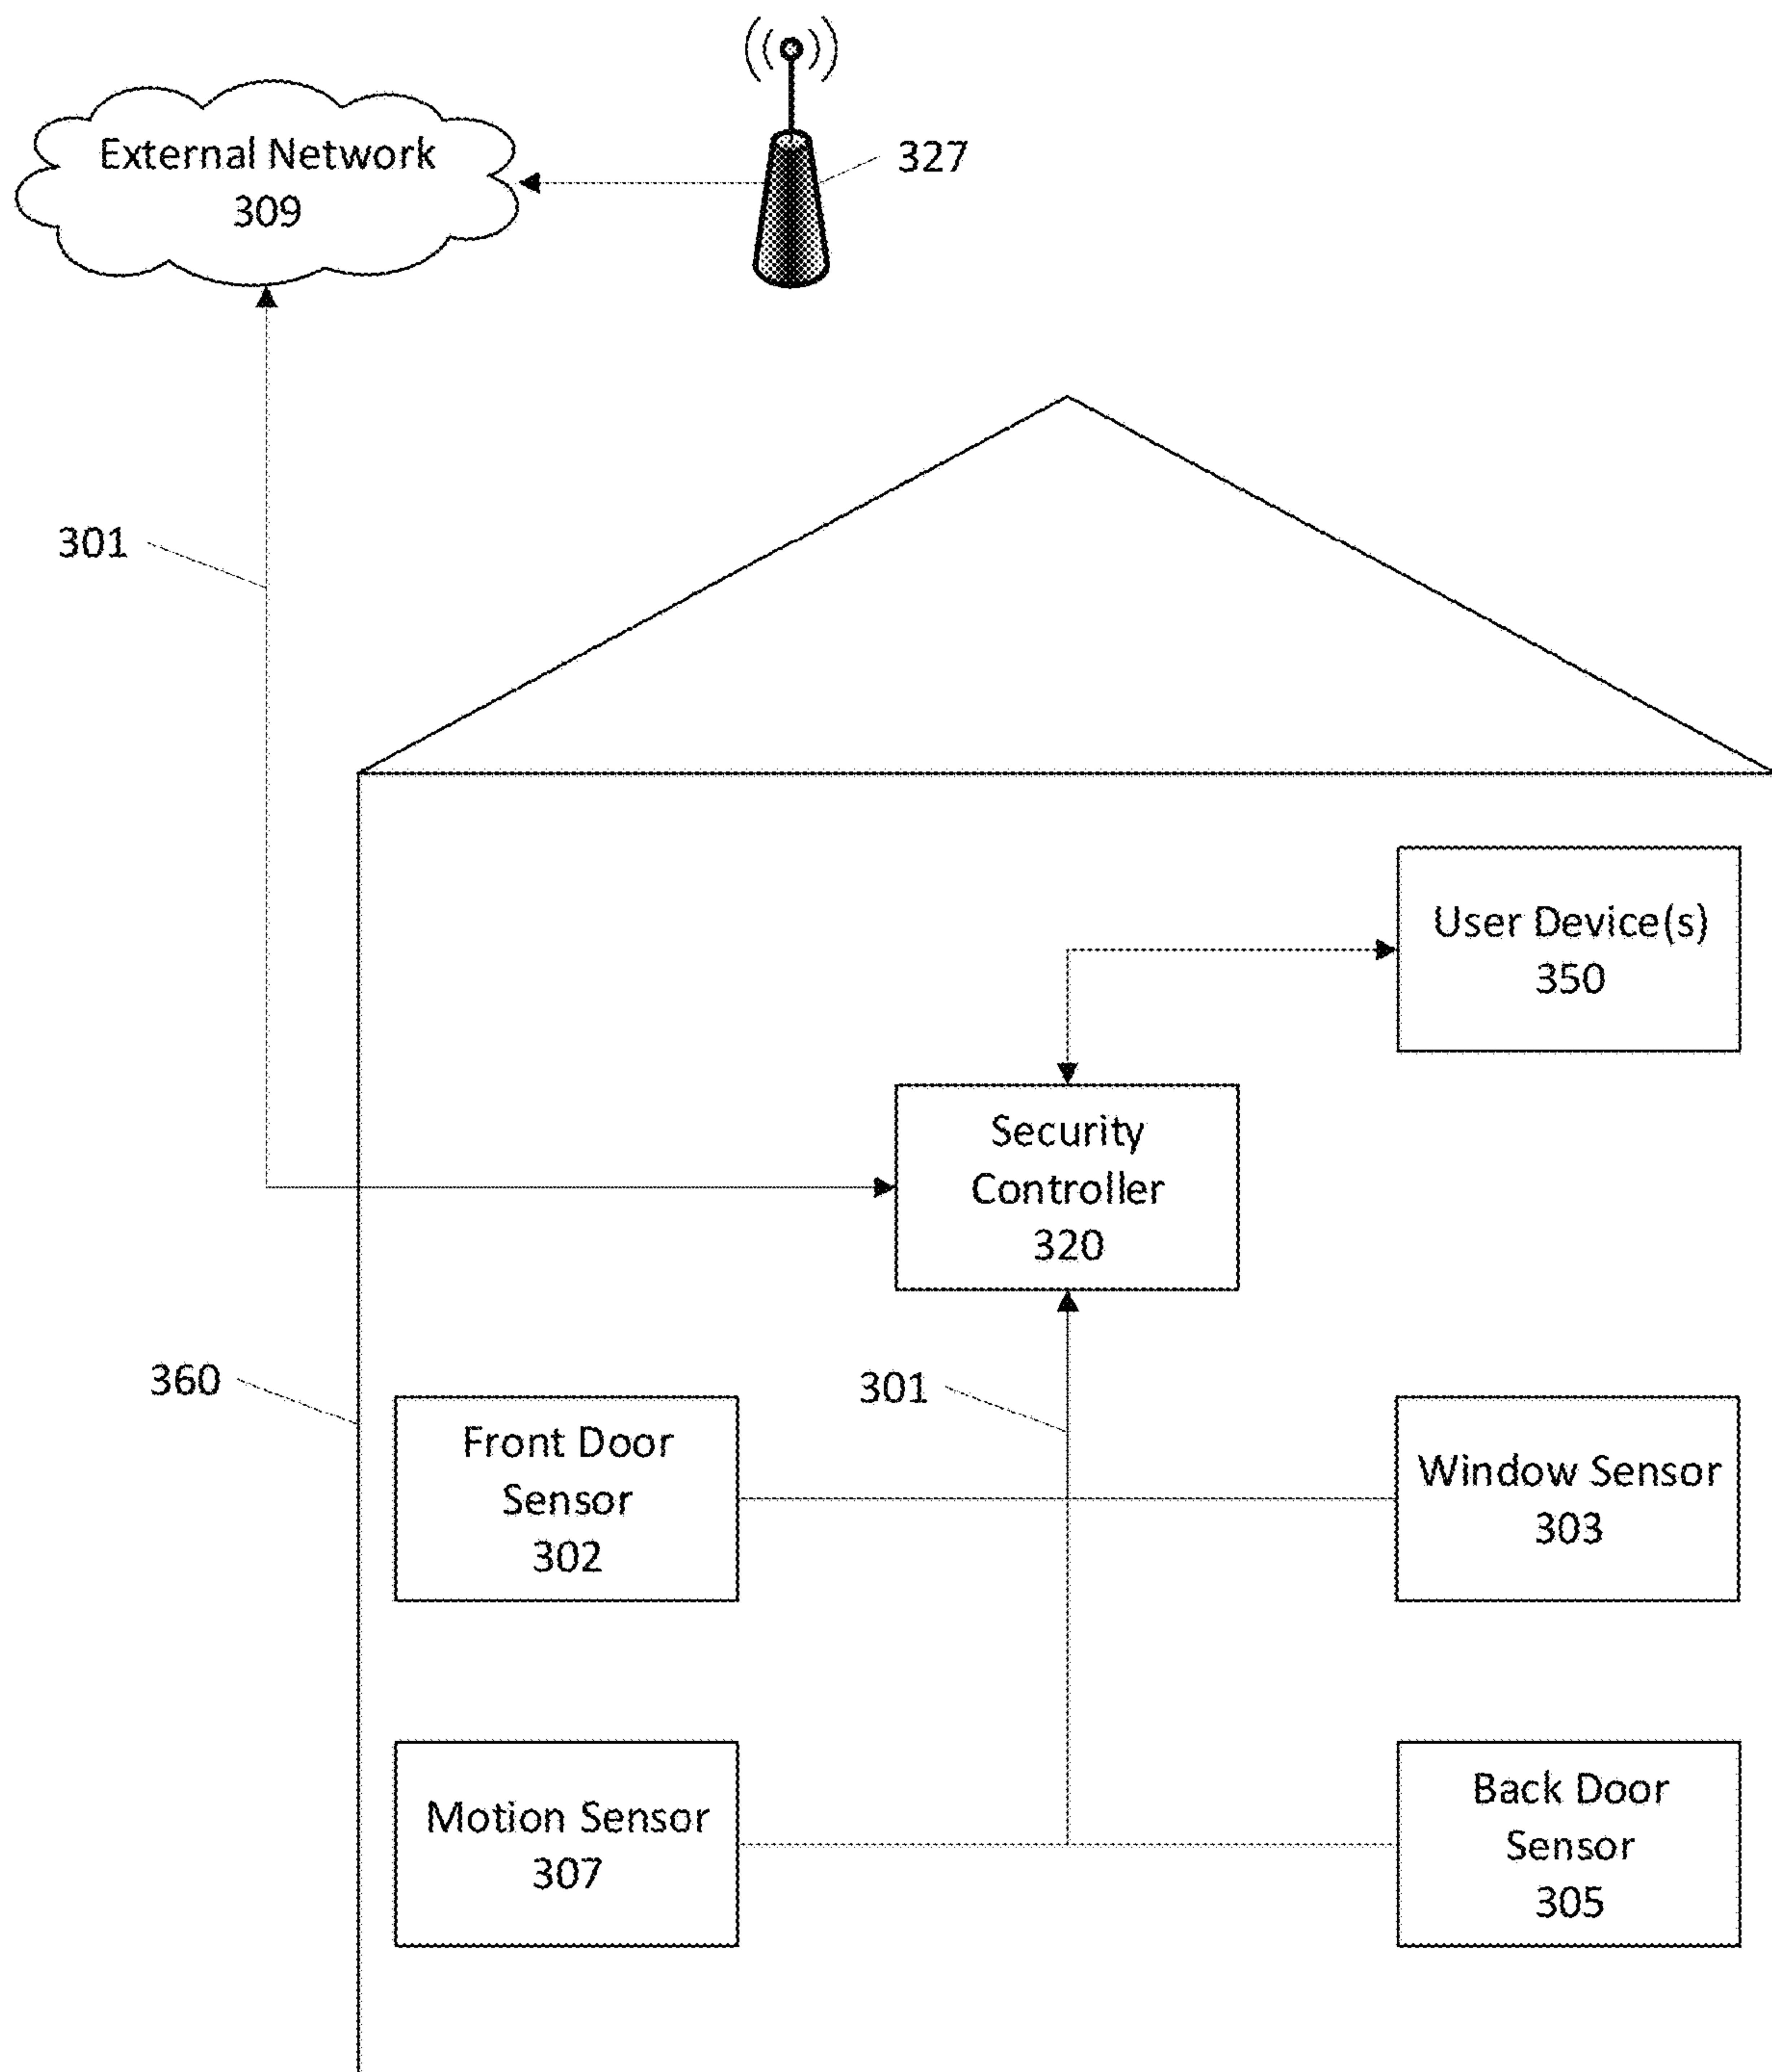 External Network
309
327
301
User Device(s)
350
Security
Controller
320
360
301
Front Door
Sensor
302
Window Sensor
303
Motion Sensor
307
Back Door
Sensor
305